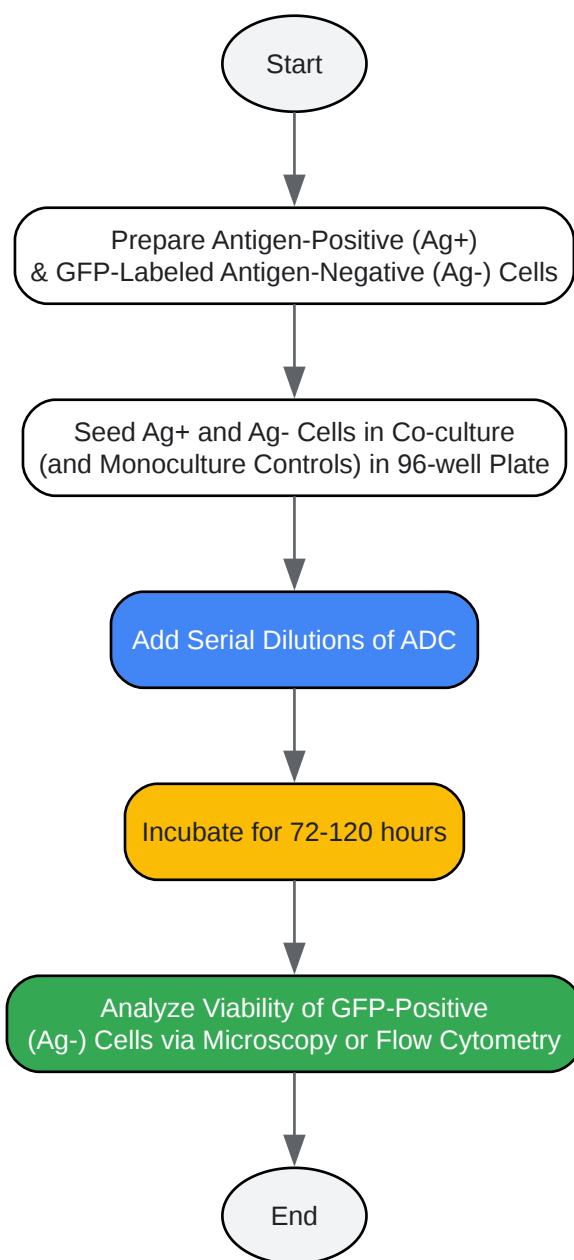 Start
Prepare Antigen-Positive (Ag+)
& GFP-Labeled Antigen-Negative (Ag-) Cells
Seed Ag+ and Ag- Cells in Co-culture
(and Monoculture Controls) in 96-well Plate
Add Serial Dilutions of ADC
Incubate for 72-120 hours
Analyze Viability of GFP-Positive
(Ag-) Cells via Microscopy or Flow Cytometry
End